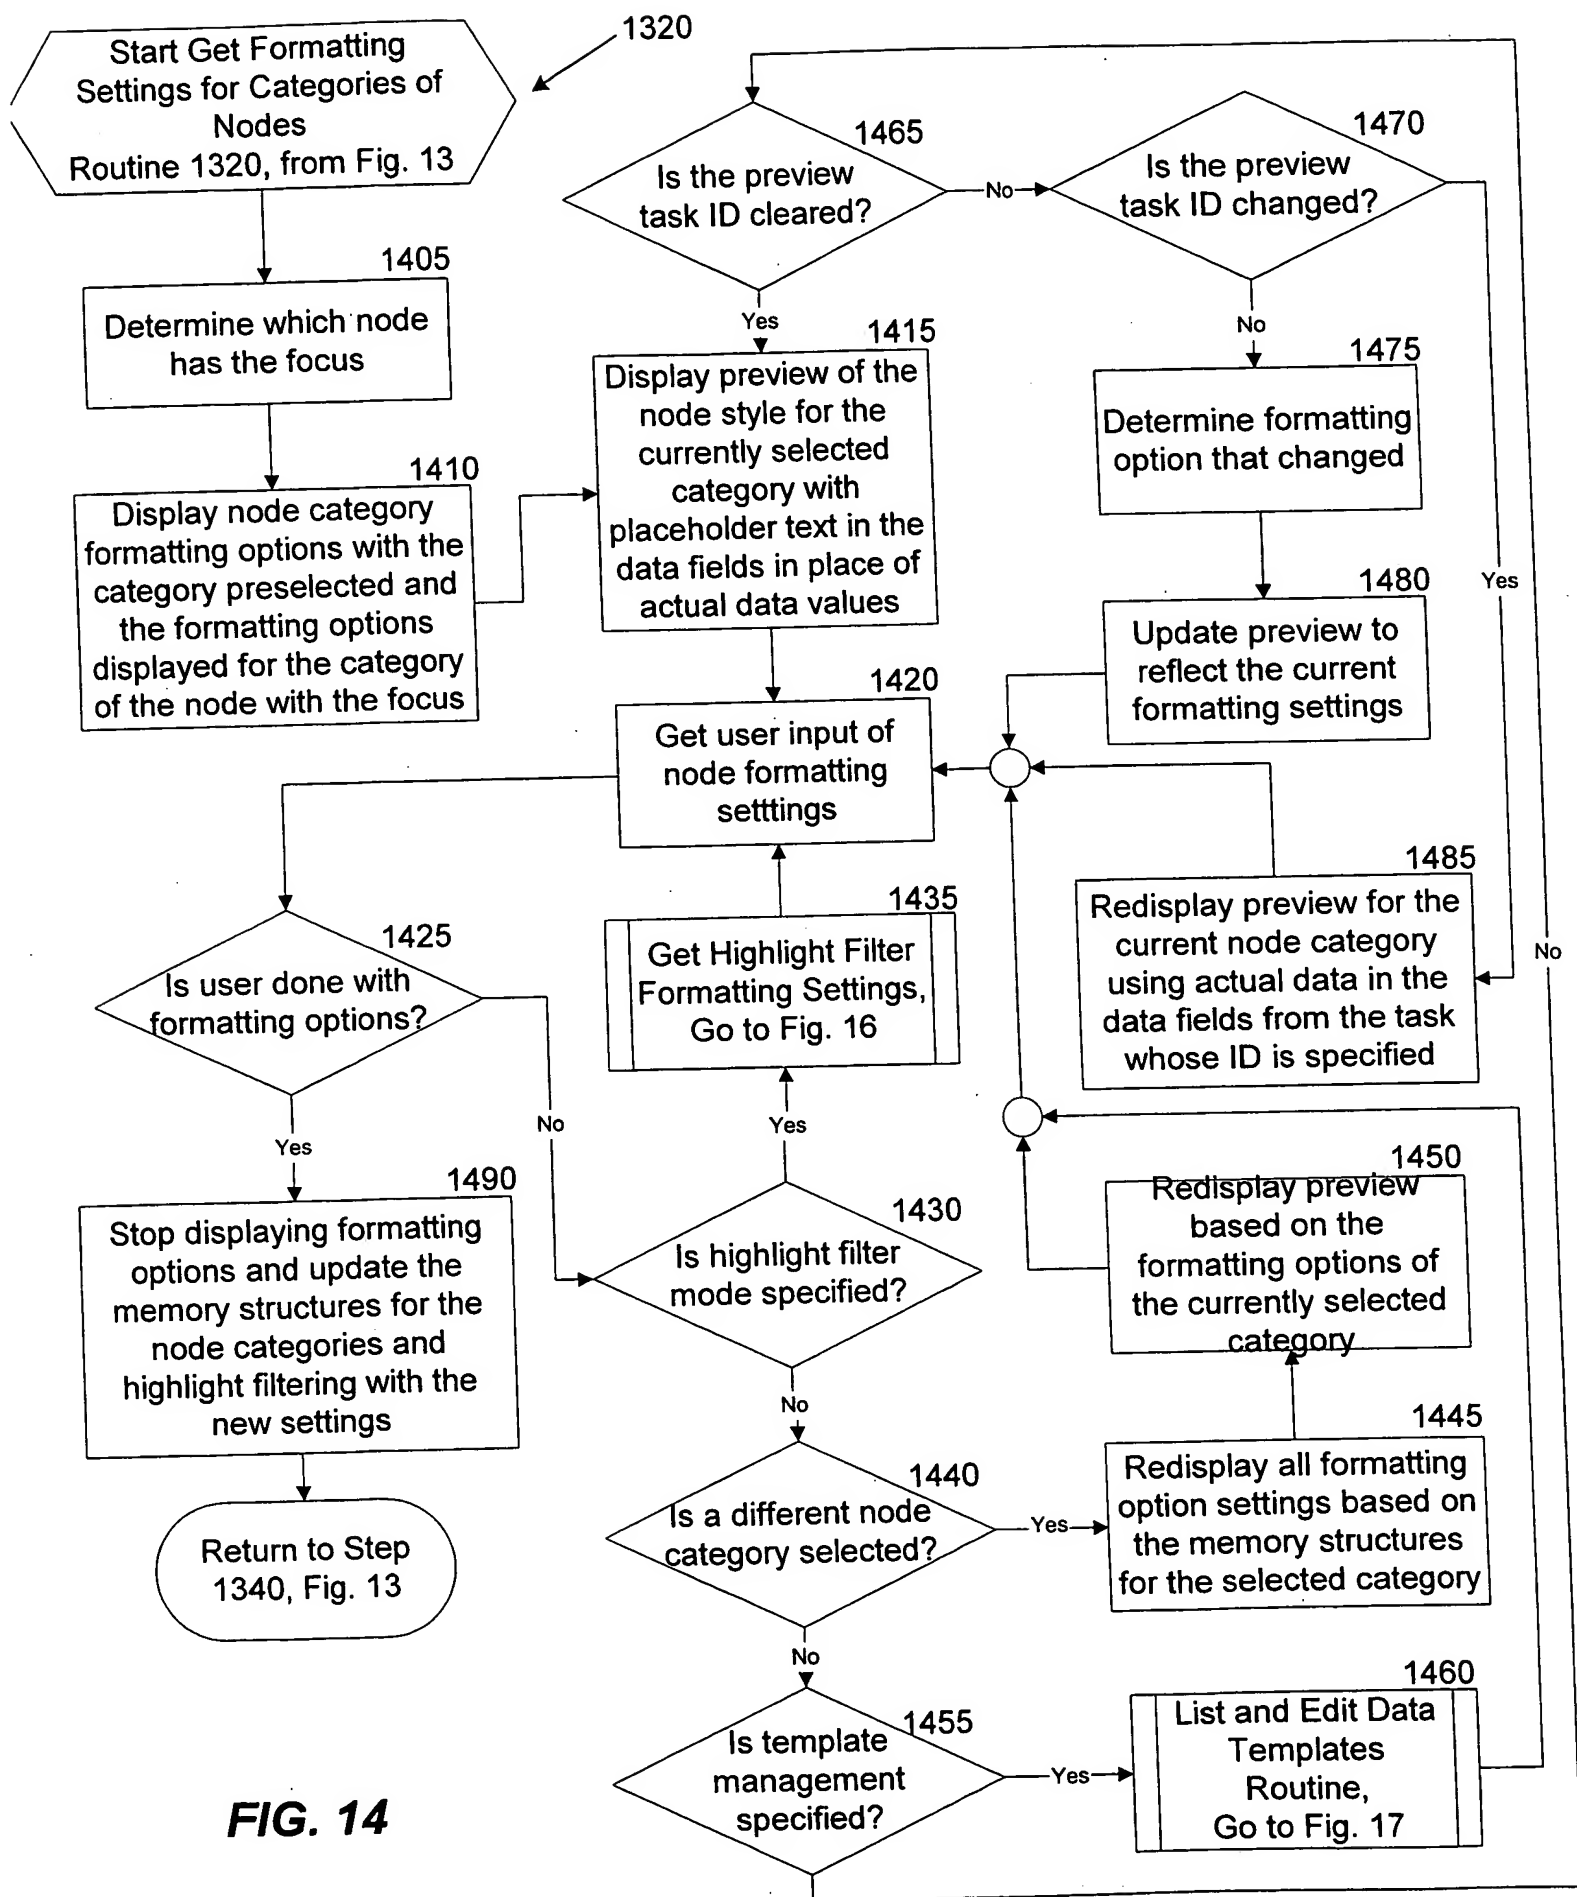 1320
Start Get Formatting
Settings for Categories of
Nodes
Routine 1320, from Fig. 13
1405
Determine which node
has the focus
1410
Display node category
formatting options with the
category preselected and
the formatting options
displayed for the category
of the node with the focus
1465
Is the preview
task ID cleared?
No
Yes
1470
Is the preview
task ID changed?
No
Yes
1415
Display preview of the
node style for the
currently selected
category with
placeholder text in the
data fields in place of
actual data values
1475
Determine formatting
option that changed
1480
Update preview to
reflect the current
formatting settings
1420
Get user input of
node formatting
setttings
1485
Redisplay preview for the
current node category
using actual data in the
data fields from the task
whose ID is specified
No
1425
Is user done with
formatting options?
Yes
No
1435
Get Highlight Filter
Formatting Settings,
Go to Fig. 16
Yes
1430
Is highlight filter
mode specified?
No
1450
Redisplay preview
based on the
formatting options of
the currently selected
category
1490
Stop displaying formatting
options and update the
memory structures for the
node categories and
highlight filtering with the
new settings
Return to Step
1340, Fig. 13
1440
Is a different node
category selected?
Yes
No
1445
Redisplay all formatting
option settings based on
the memory structures
for the selected category
1455
Is template
management
specified?
Yes
1460
List and Edit Data
Templates
Routine,
Go to Fig. 17
FIG. 14